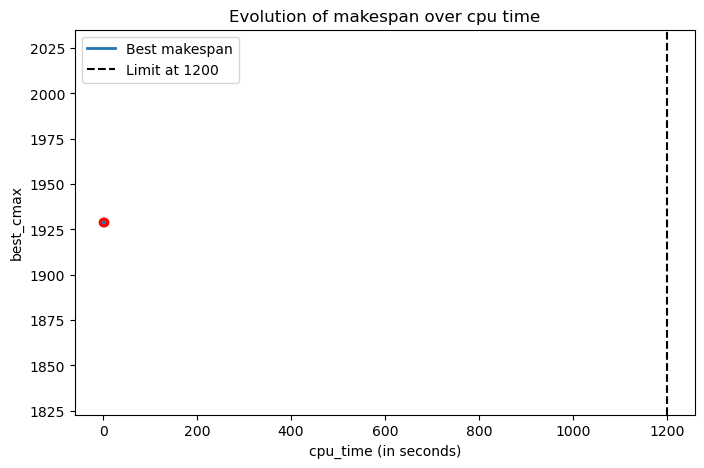 Evolution of makespan over cpu time
Best makespan
Limit at 1200
best_cmax
2025
2000
1975
1950
1925
1900
1875
1850
1825
0 200 400 600 800 1000 1200
cpu_time (in seconds)